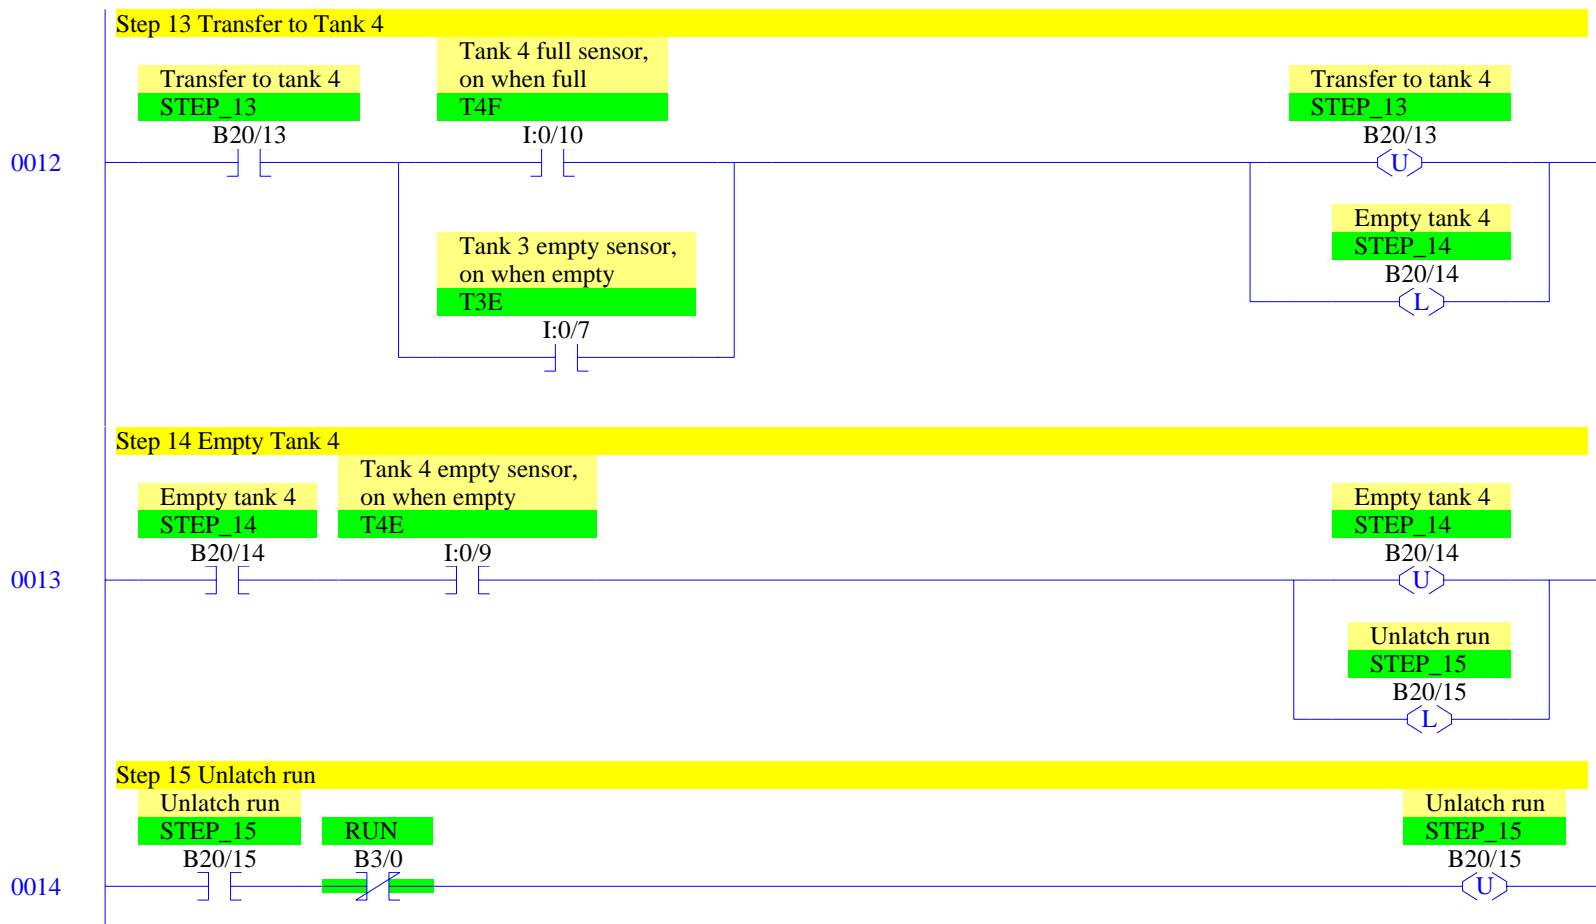 Step 13 Transfer to Tank 4
Transfer to tank 4
STEP_13
B20/13
Tank 4 full sensor,
on when full
T4F
I:0/10
Transfer to tank 4
STEP_13
B20/13
0012
U
Tank 3 empty sensor,
on when empty
T3E
I:0/7
Empty tank 4
STEP_14
B20/14
L
Step 14 Empty Tank 4
Empty tank 4
STEP_14
B20/14
Tank 4 empty sensor,
on when empty
T4E
I:0/9
Empty tank 4
STEP_14
B20/14
0013
U
Unlatch run
STEP_15
B20/15
L
Step 15 Unlatch run
Unlatch run
STEP_15
B20/15
RUN
B3/0
Unlatch run
STEP_15
B20/15
0014
U